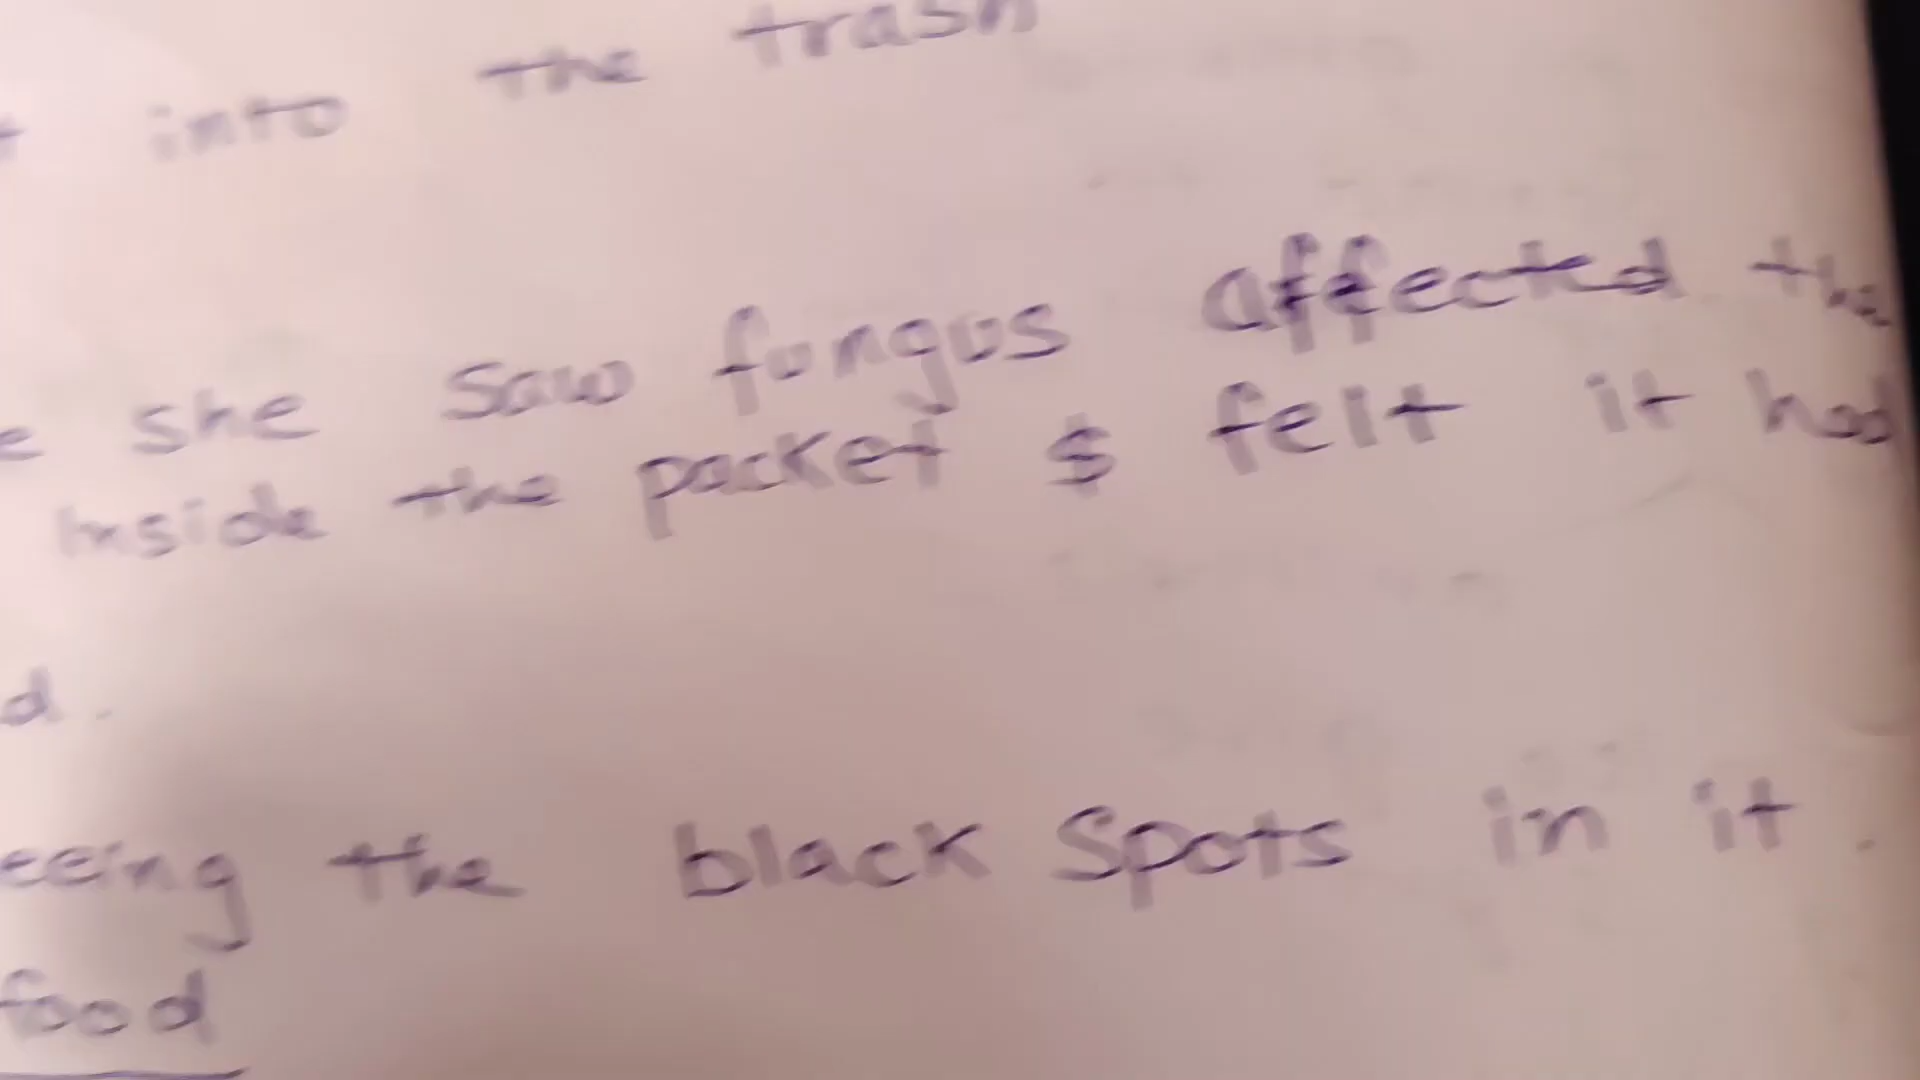 into the trash
she saw fungus affected the
inside the packet $ felt it had
d.
eeing the black Spots in it.
food